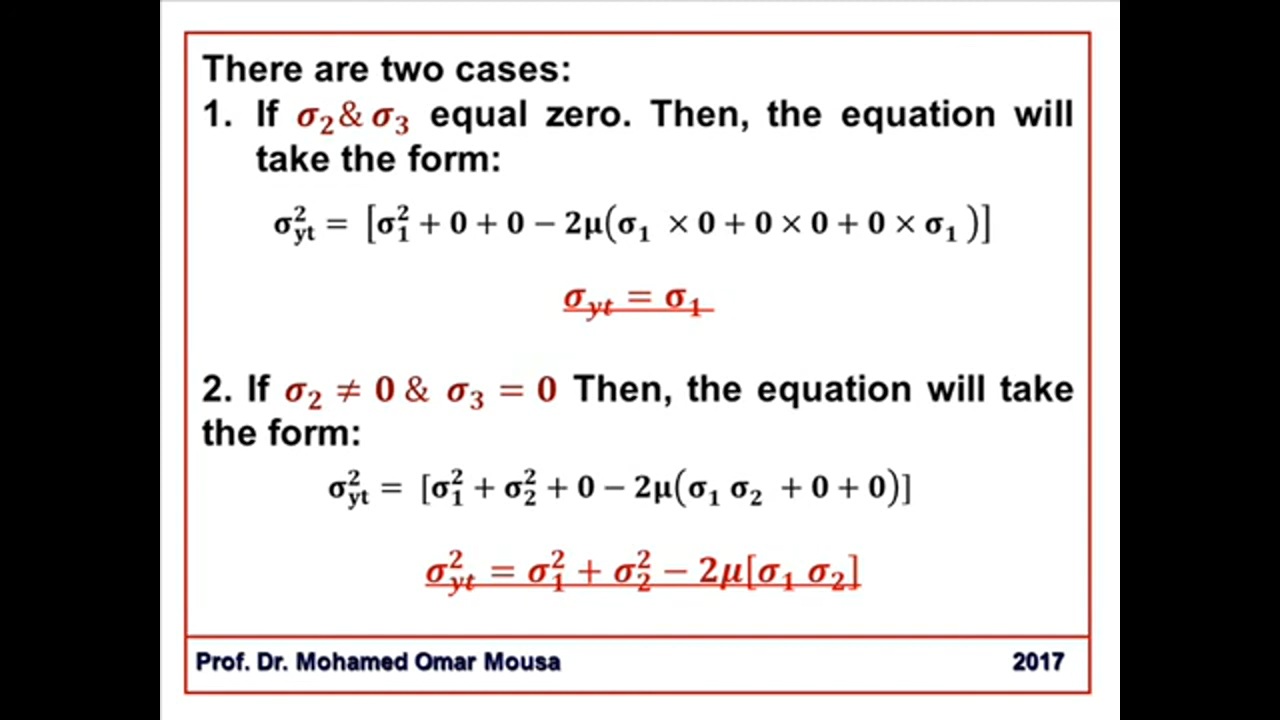 There are two cases:
1. If σ₂& σ₃ equal zero. Then, the equation will
take the form:
σ²yt = [σ₁² + 0 + 0 − 2μ(σ₁ × 0 + 0 × 0 + 0 × σ₁ )]
σyt = σ₁
2. If σ₂ ≠ 0 & σ₃ = 0 Then, the equation will take
the form:
σ²yt = [σ₁² + σ₂² + 0 − 2μ(σ₁ σ₂ + 0 + 0)]
σ²yt = σ₁² + σ₂² − 2μ[σ₁ σ₂]
Prof. Dr. Mohamed Omar Mousa 2017